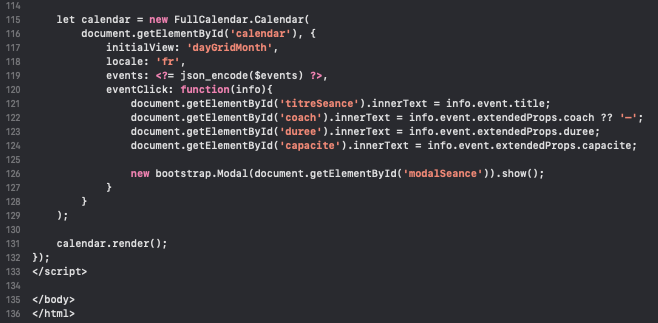 114
115 let calendar = new FullCalendar.Calendar(
116 document.getElementById('calendar'), {
117 initialView: 'dayGridMonth',
118 locale: 'fr',
119 events: <?= json_encode($events) ?>,
120 eventClick: function(info){
121 document.getElementById('titreSeance').innerText = info.event.title;
122 document.getElementById('coach').innerText = info.event.extendedProps.coach ?? '—';
123 document.getElementById('duree').innerText = info.event.extendedProps.duree;
124 document.getElementById('capacite').innerText = info.event.extendedProps.capacite;
125
126 new bootstrap.Modal(document.getElementById('modalSeance')).show();
127 }
128 }
129 );
130
131 calendar.render();
132 });
133 </script>
134
135 </body>
136 </html>